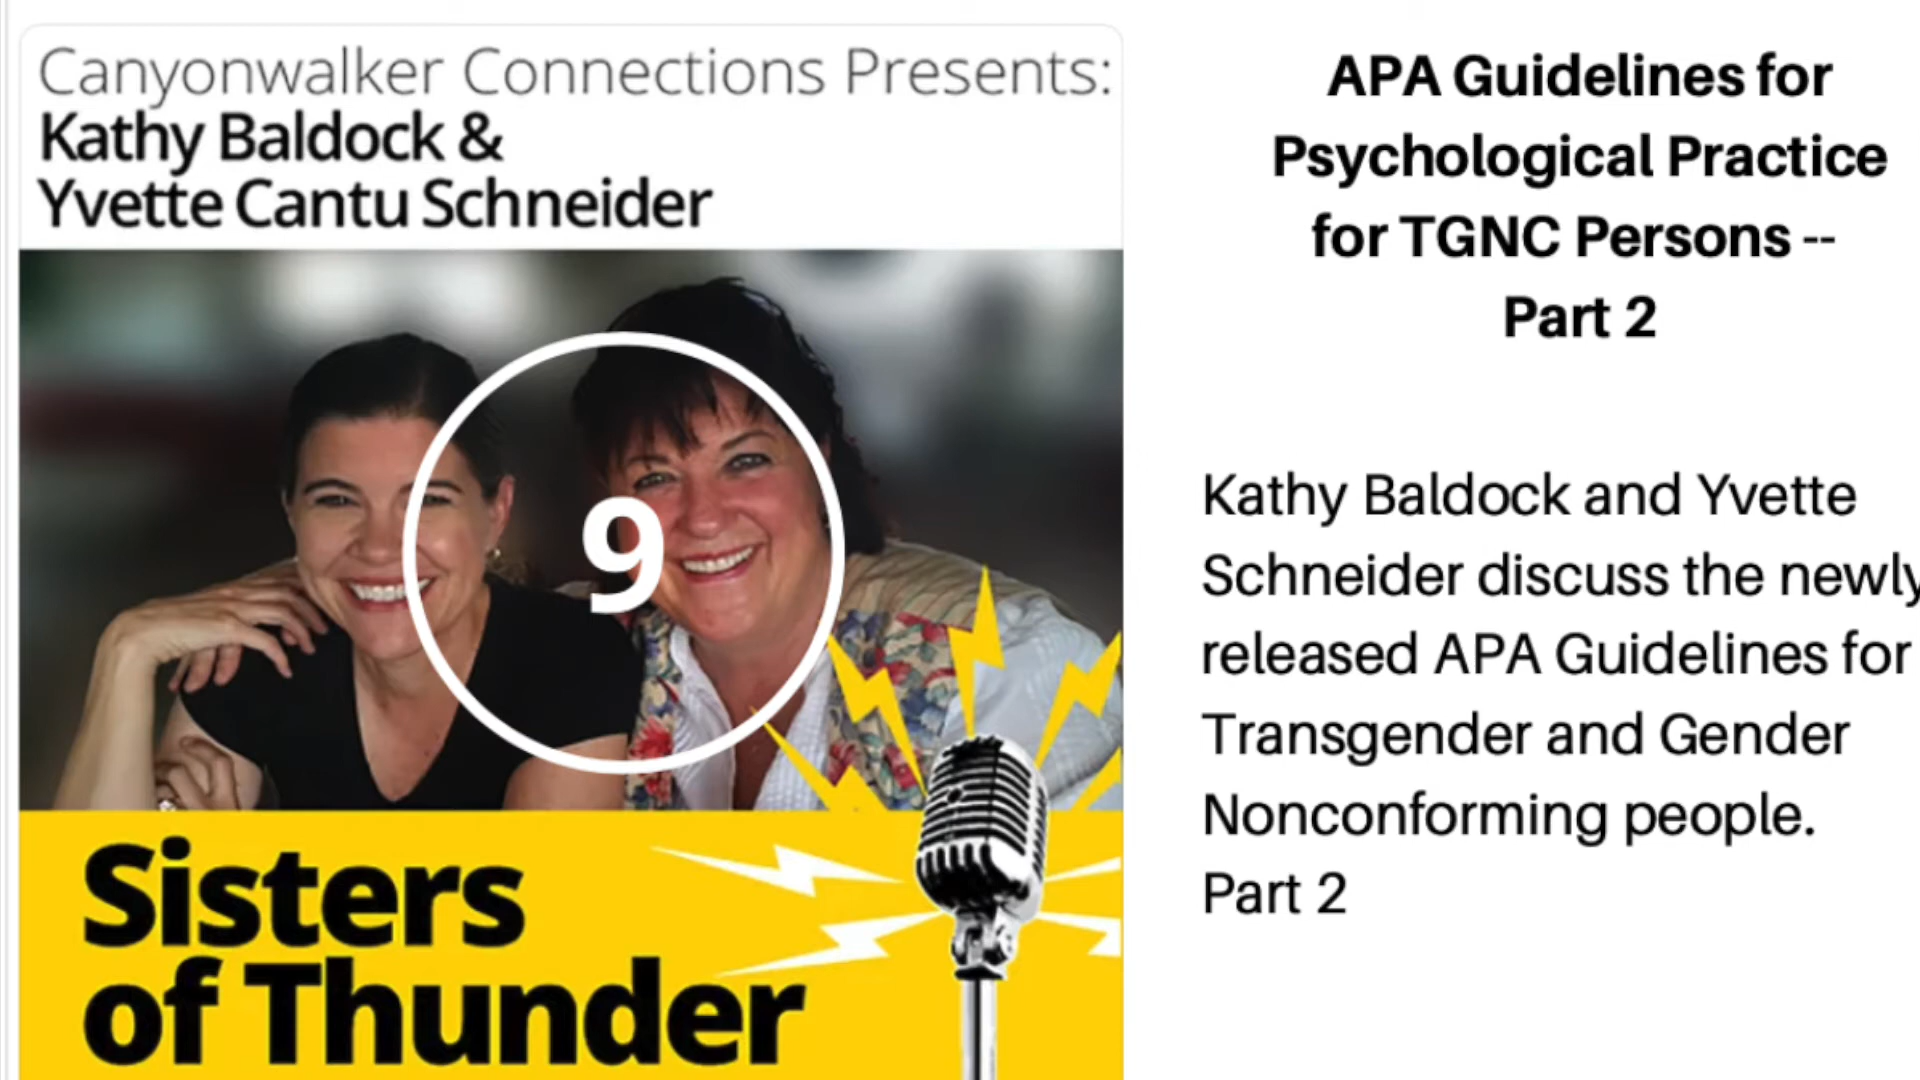 Canyonwalker Connections Presents:
Kathy Baldock &
Yvette Cantu Schneider
9
Sisters
of Thunder
APA Guidelines for
Psychological Practice
for TGNC Persons --
Part 2
Kathy Baldock and Yvette
Schneider discuss the newly
released APA Guidelines for
Transgender and Gender
Nonconforming people.
Part 2